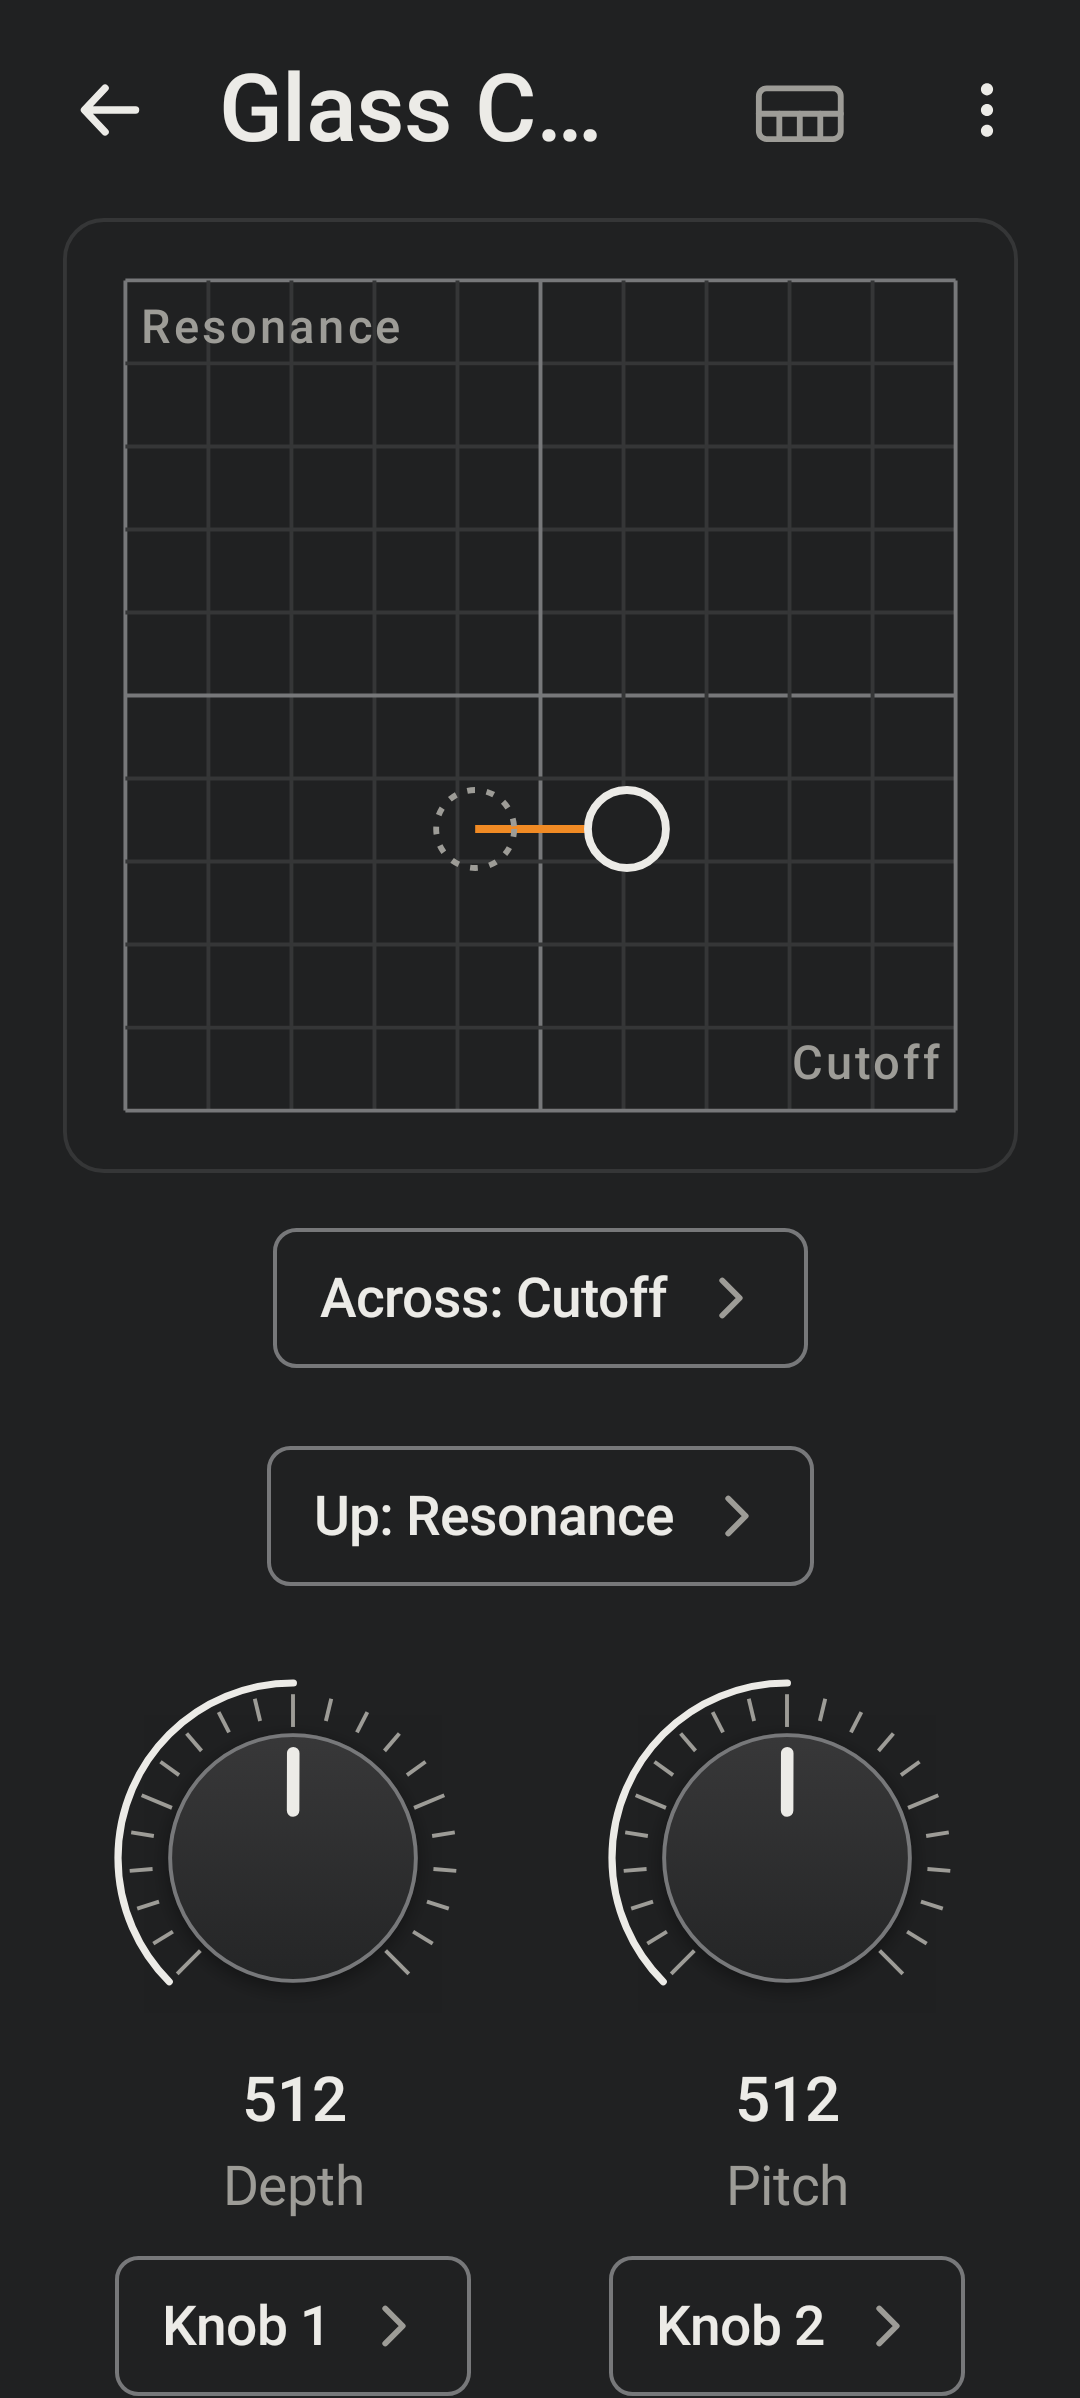 Glass C...
Resonance
Cutoff
Across: Cutoff
Up: Resonance
512
512
Depth
Pitch
Knob 1
Knob 2